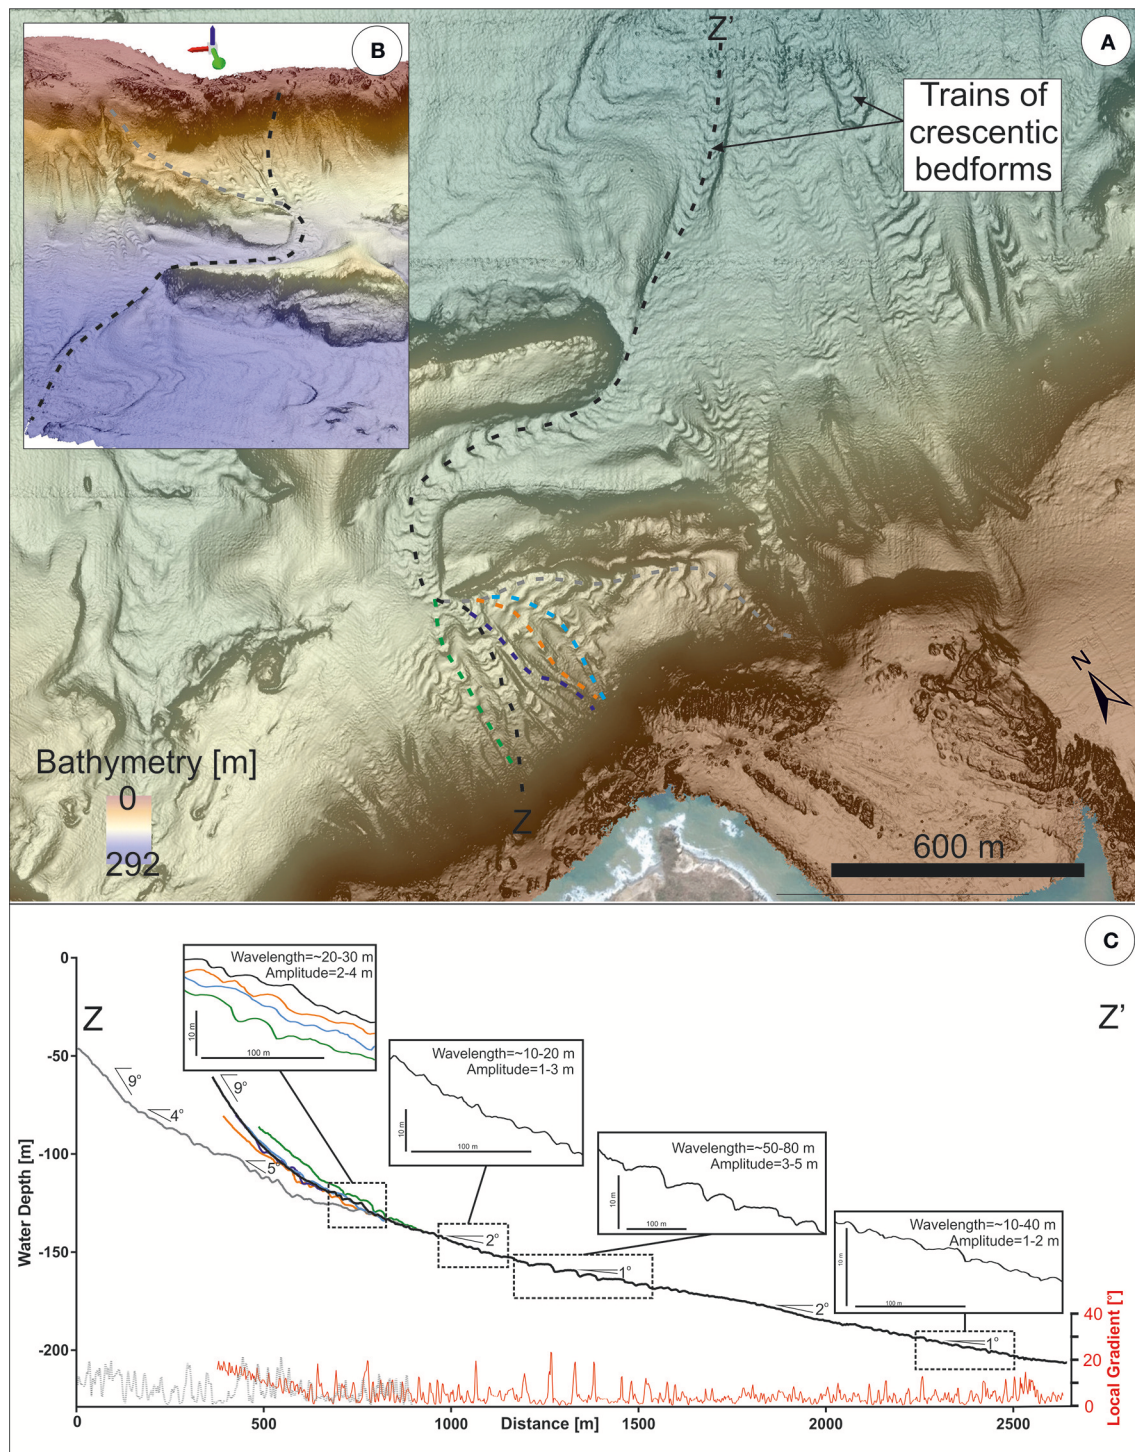 B
Z'
A
Trains of
crescentic
bedforms
N
Bathymetry [m]
0
292
Z
600 m
C
0
-50
-100
-150
-200
Water Depth [m]
Z
Z'
Wavelength=~20-30 m
Amplitude=2-4 m
10 m
100 m
Wavelength=~10-20 m
Amplitude=1-3 m
10 m
100 m
Wavelength=~50-80 m
Amplitude=3-5 m
10 m
100 m
Wavelength=~10-40 m
Amplitude=1-2 m
10 m
100 m
9°
9°
4°
5°
2°
1°
2°
1°
40
20
0
Local Gradient [°]
0
500
1000
Distance [m]
1500
2000
2500